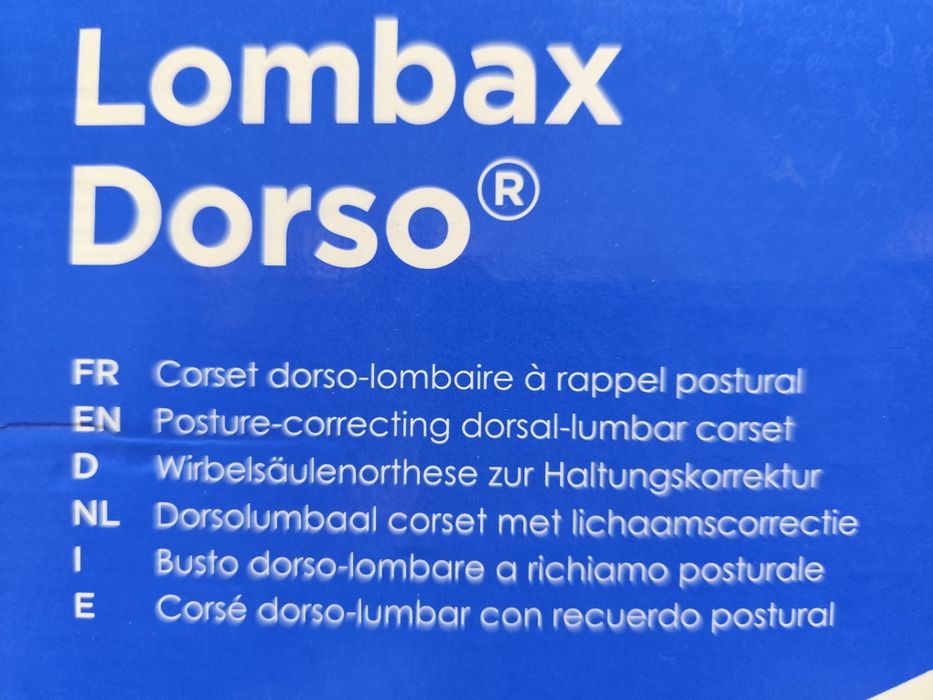 Lombax
Dorso®
FR Corset dorso-lombaire à rappel postural
EN Posture-correcting dorsal-lumbar corset
D Wirbelsäulenorthese zur Haltungskorrektur
NL Dorsolumbaal corset met lichaamscorrectie
I Busto dorso-lombare a richiamo posturale
E Corsé dorso-lumbar con recuerdo postural